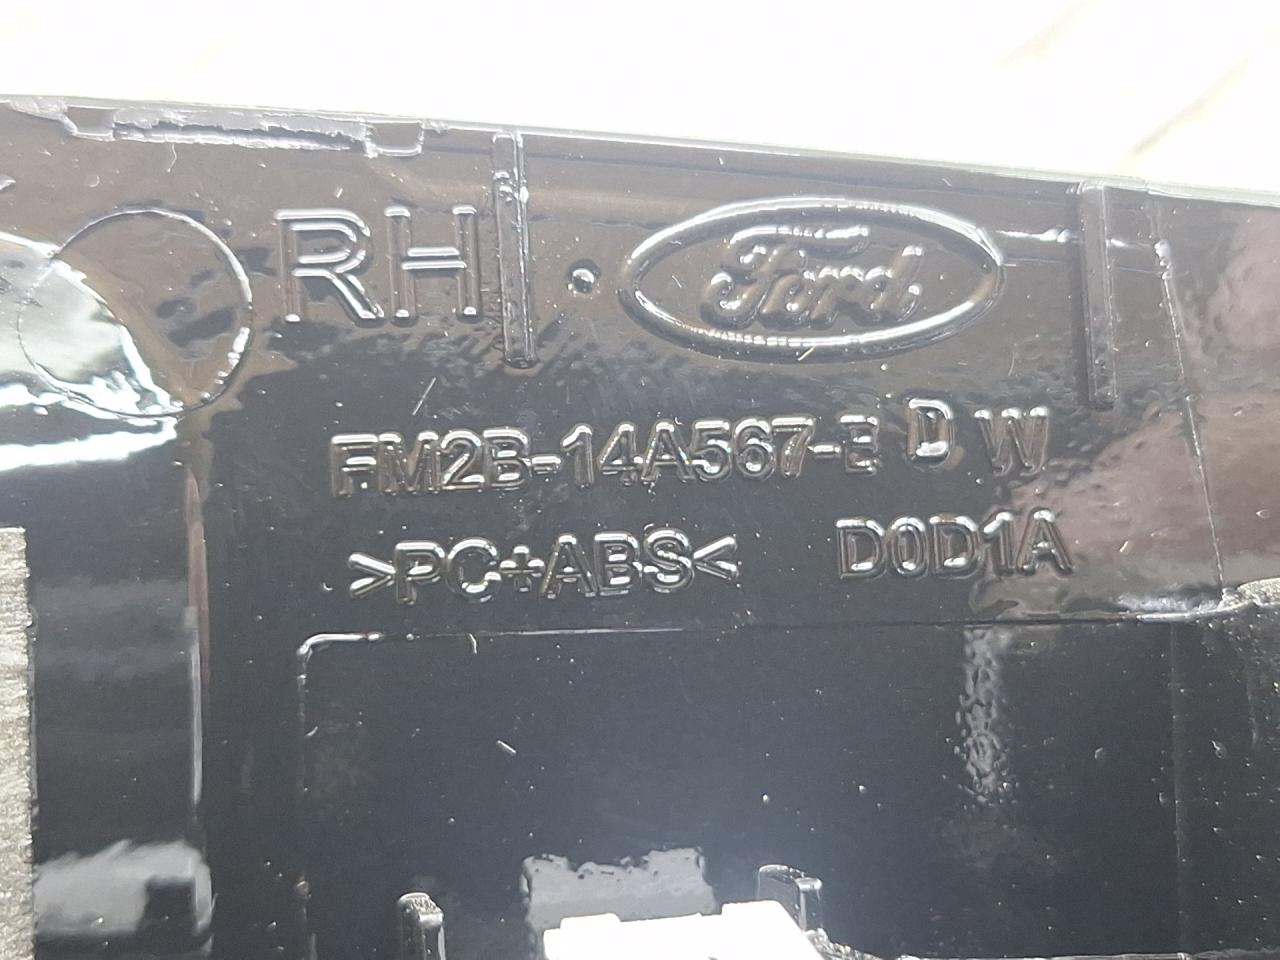 RH Ford
FM2B-14A567-E D W
>PC+ABS< D0D1A